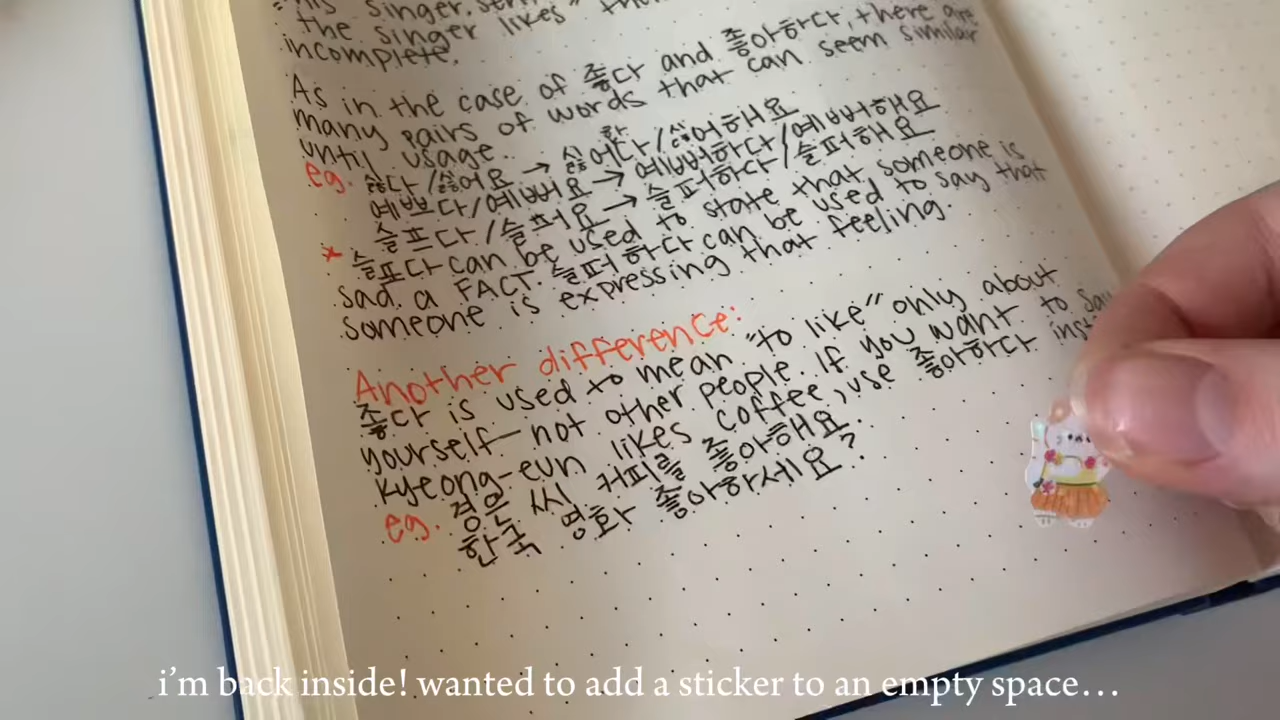 "This singer.
the singer likes"
incomplete.
As in the case of 좋다 and 좋아하다, there are
many pairs of words that can seem similar
until usage.
eg. 싫다/싫어요 → 싫어한다/싫어해요
예쁘다/예뻐요 → 예뻐하다/예뻐해요
슬프다/슬퍼요 → 슬퍼하다/슬퍼해요
* 슬프다 can be used to state that someone is
sad. a FACT. 슬퍼하다 can be used to say that
someone is expressing that feeling.
Another difference:
좋다 is used to mean "to like" only about
yourself—not other people. If you want to say
Kyeong-eun likes coffee, use 좋아하다
eg. 경은 씨 커피를 좋아해요.
한국 영화 좋아하세요?
i'm back inside! wanted to add a sticker to an empty space…